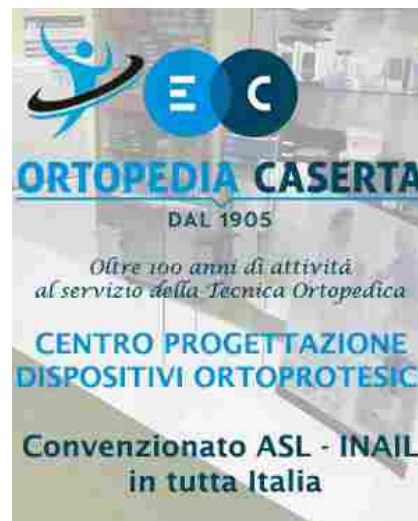 EC
ORTOPEDIA CASERTA
DAL 1905
Oltre 100 anni di attività
al servizio della Tecnica Ortopedica
CENTRO PROGETTAZIONE
DISPOSITIVI ORTOPROTESIC
Convenzionato ASL - INAIL
in tutta Italia